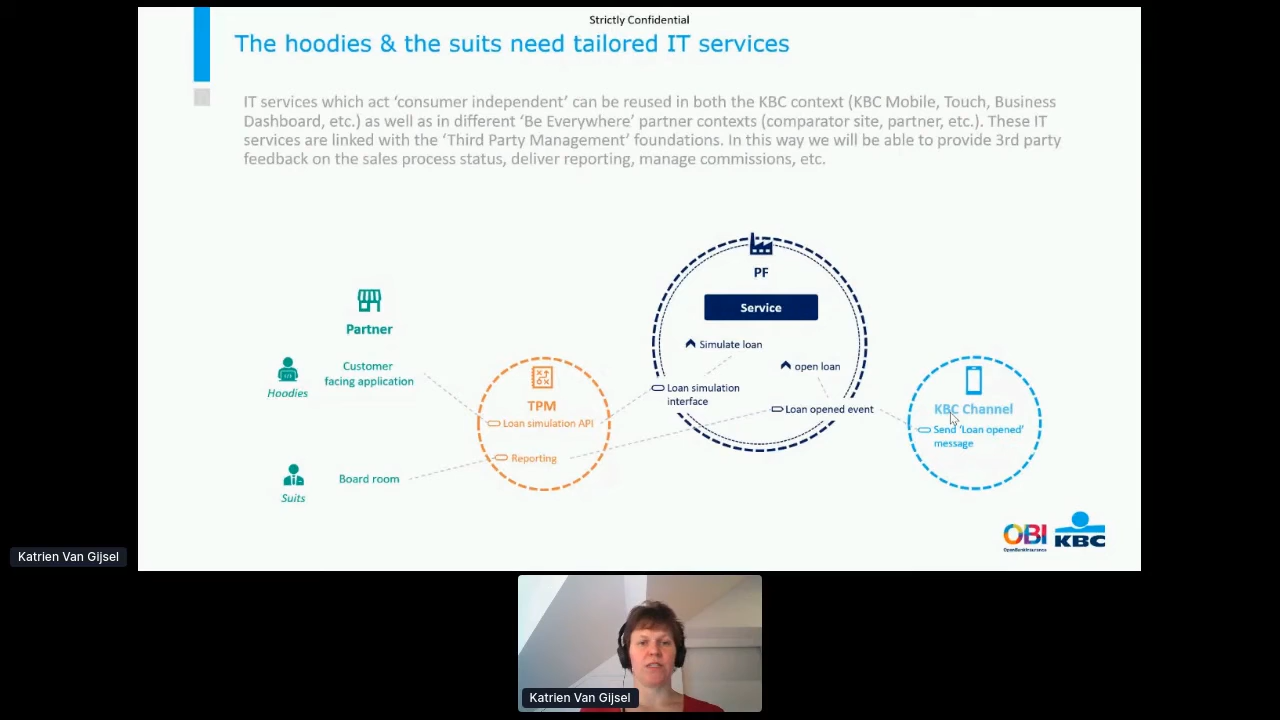 Strictly Confidential
The hoodies & the suits need tailored IT services
IT services which act ‘consumer independent’ can be reused in both the KBC context (KBC Mobile, Touch, Business
Dashboard, etc.) as well as in different ‘Be Everywhere’ partner contexts (comparator site, partner, etc.). These IT
services are linked with the ‘Third Party Management’ foundations. In this way we will be able to provide 3rd party
feedback on the sales process status, deliver reporting, manage commissions, etc.
PF
Service
Simulate loan
open loan
Loan simulation
interface
Loan opened event
Partner
Customer
facing application
Hoodies
Board room
Suits
TPM
Loan simulation API
Reporting
KBC Channel
Send ‘Loan opened’
message
OBI
OpenBankInsurance
KBC
Katrien Van Gijsel
Katrien Van Gijsel